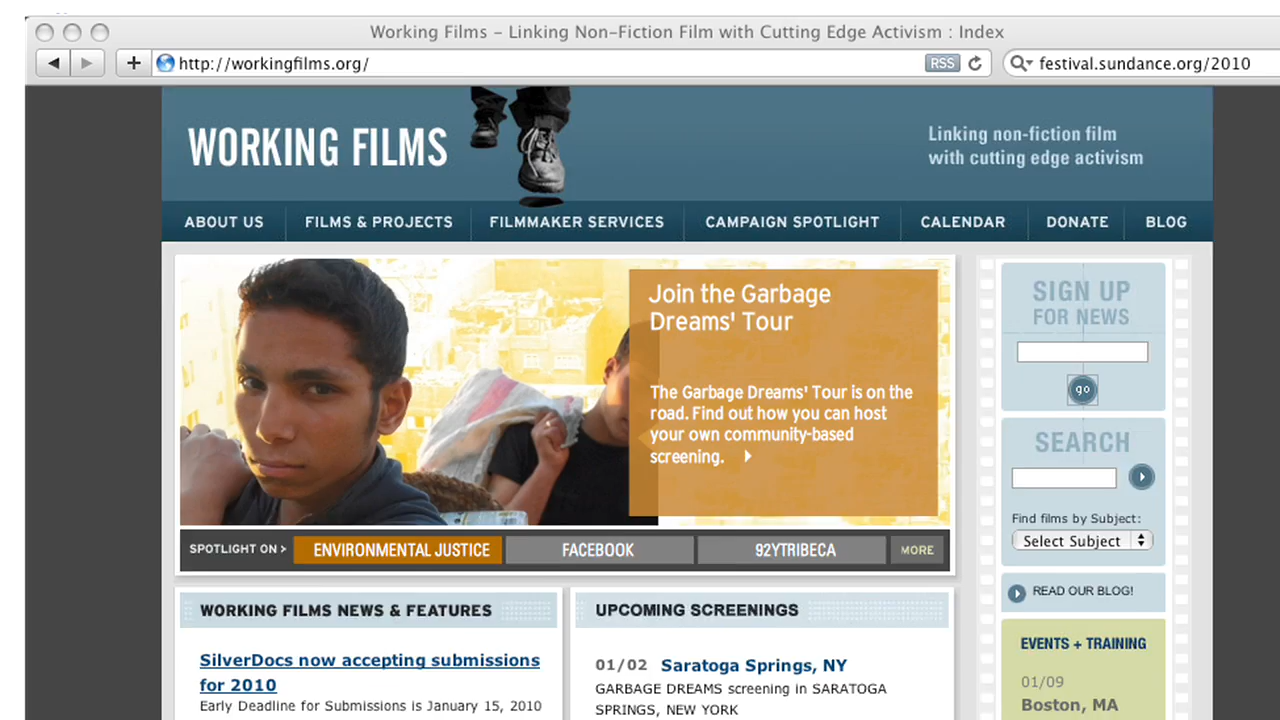 Working Films – Linking Non-Fiction Film with Cutting Edge Activism : Index
http://workingfilms.org/
RSS
festival.sundance.org/2010
WORKING FILMS
Linking non-fiction film
with cutting edge activism
ABOUT US
FILMS & PROJECTS
FILMMAKER SERVICES
CAMPAIGN SPOTLIGHT
CALENDAR
DONATE
BLOG
Join the Garbage
Dreams' Tour
The Garbage Dreams' Tour is on the
road. Find out how you can host
your own community-based
screening.
SPOTLIGHT ON >
ENVIRONMENTAL JUSTICE
FACEBOOK
92YTRIBECA
MORE
SIGN UP
FOR NEWS
go
SEARCH
Find films by Subject:
Select Subject
READ OUR BLOG!
EVENTS + TRAINING
01/09
Boston, MA
WORKING FILMS NEWS & FEATURES
SilverDocs now accepting submissions
for 2010
Early Deadline for Submissions is January 15, 2010
UPCOMING SCREENINGS
01/02 Saratoga Springs, NY
GARBAGE DREAMS screening in SARATOGA
SPRINGS, NEW YORK